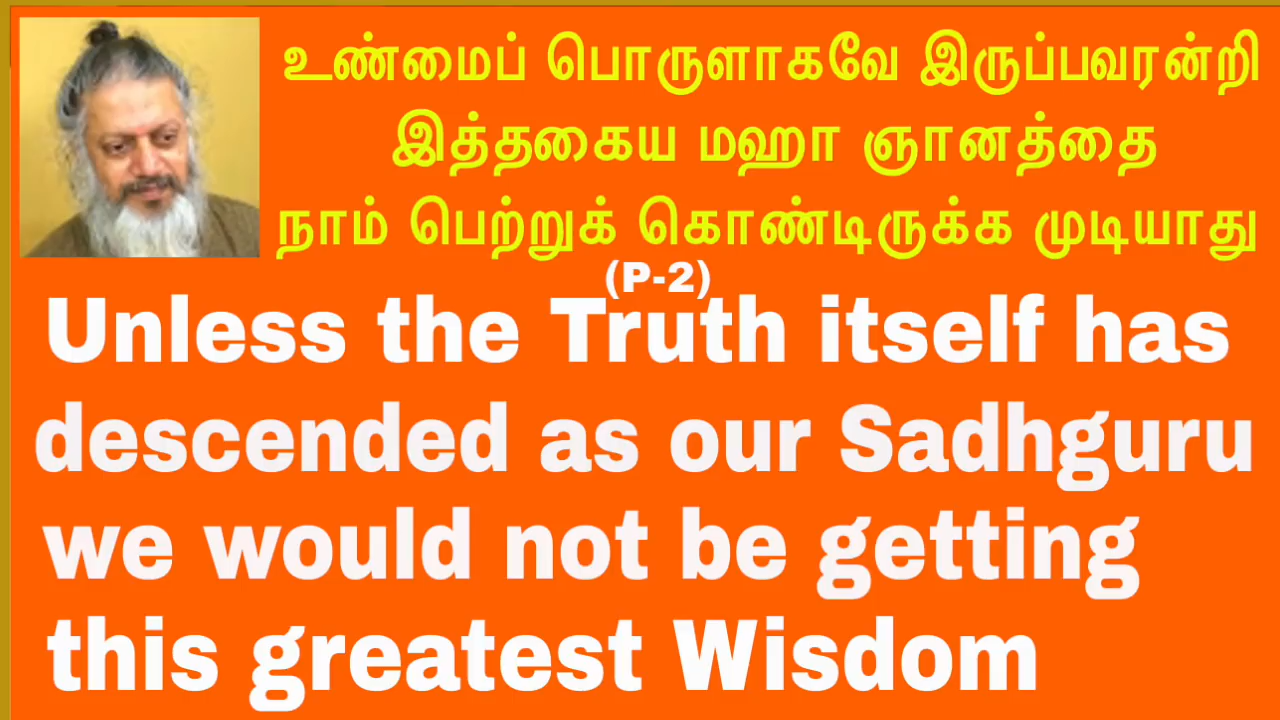 உண்மைப் பொருளாகவே இருப்பவரன்றி
இத்தகைய மஹா ஞானத்தை
நாம் பெற்றுக் கொண்டிருக்க முடியாது
(P-2)
Unless the Truth itself has
descended as our Sadhguru
we would not be getting
this greatest Wisdom